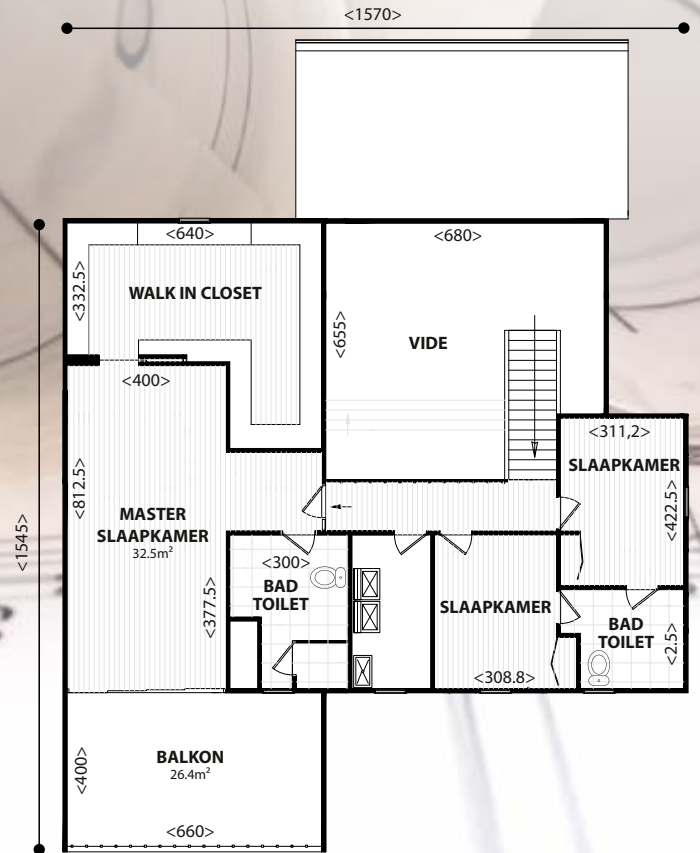 <1570>
<640>
<680>
<332.5>
WALK IN CLOSET
<655>
VIDE
<400>
<311,2>
SLAAPKAMER
<422.5>
<812.5>
<1545>
MASTER
SLAAPKAMER
32.5m²
<300>
BAD
TOILET
<377.5>
SLAAPKAMER
<308.8>
BAD
TOILET
<2.5>
BALKON
26.4m²
<400>
<660>